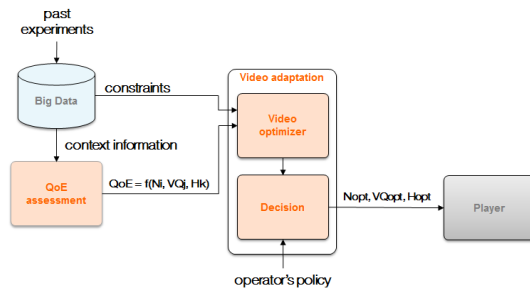 past
experiments
Big Data
constraints
context information
QoE
assessment
QoE = f(Ni, VQj, Hk)
Video adaptation
Video
optimizer
Decision
Nopt, VQopt, Hopt
Player
operator's policy